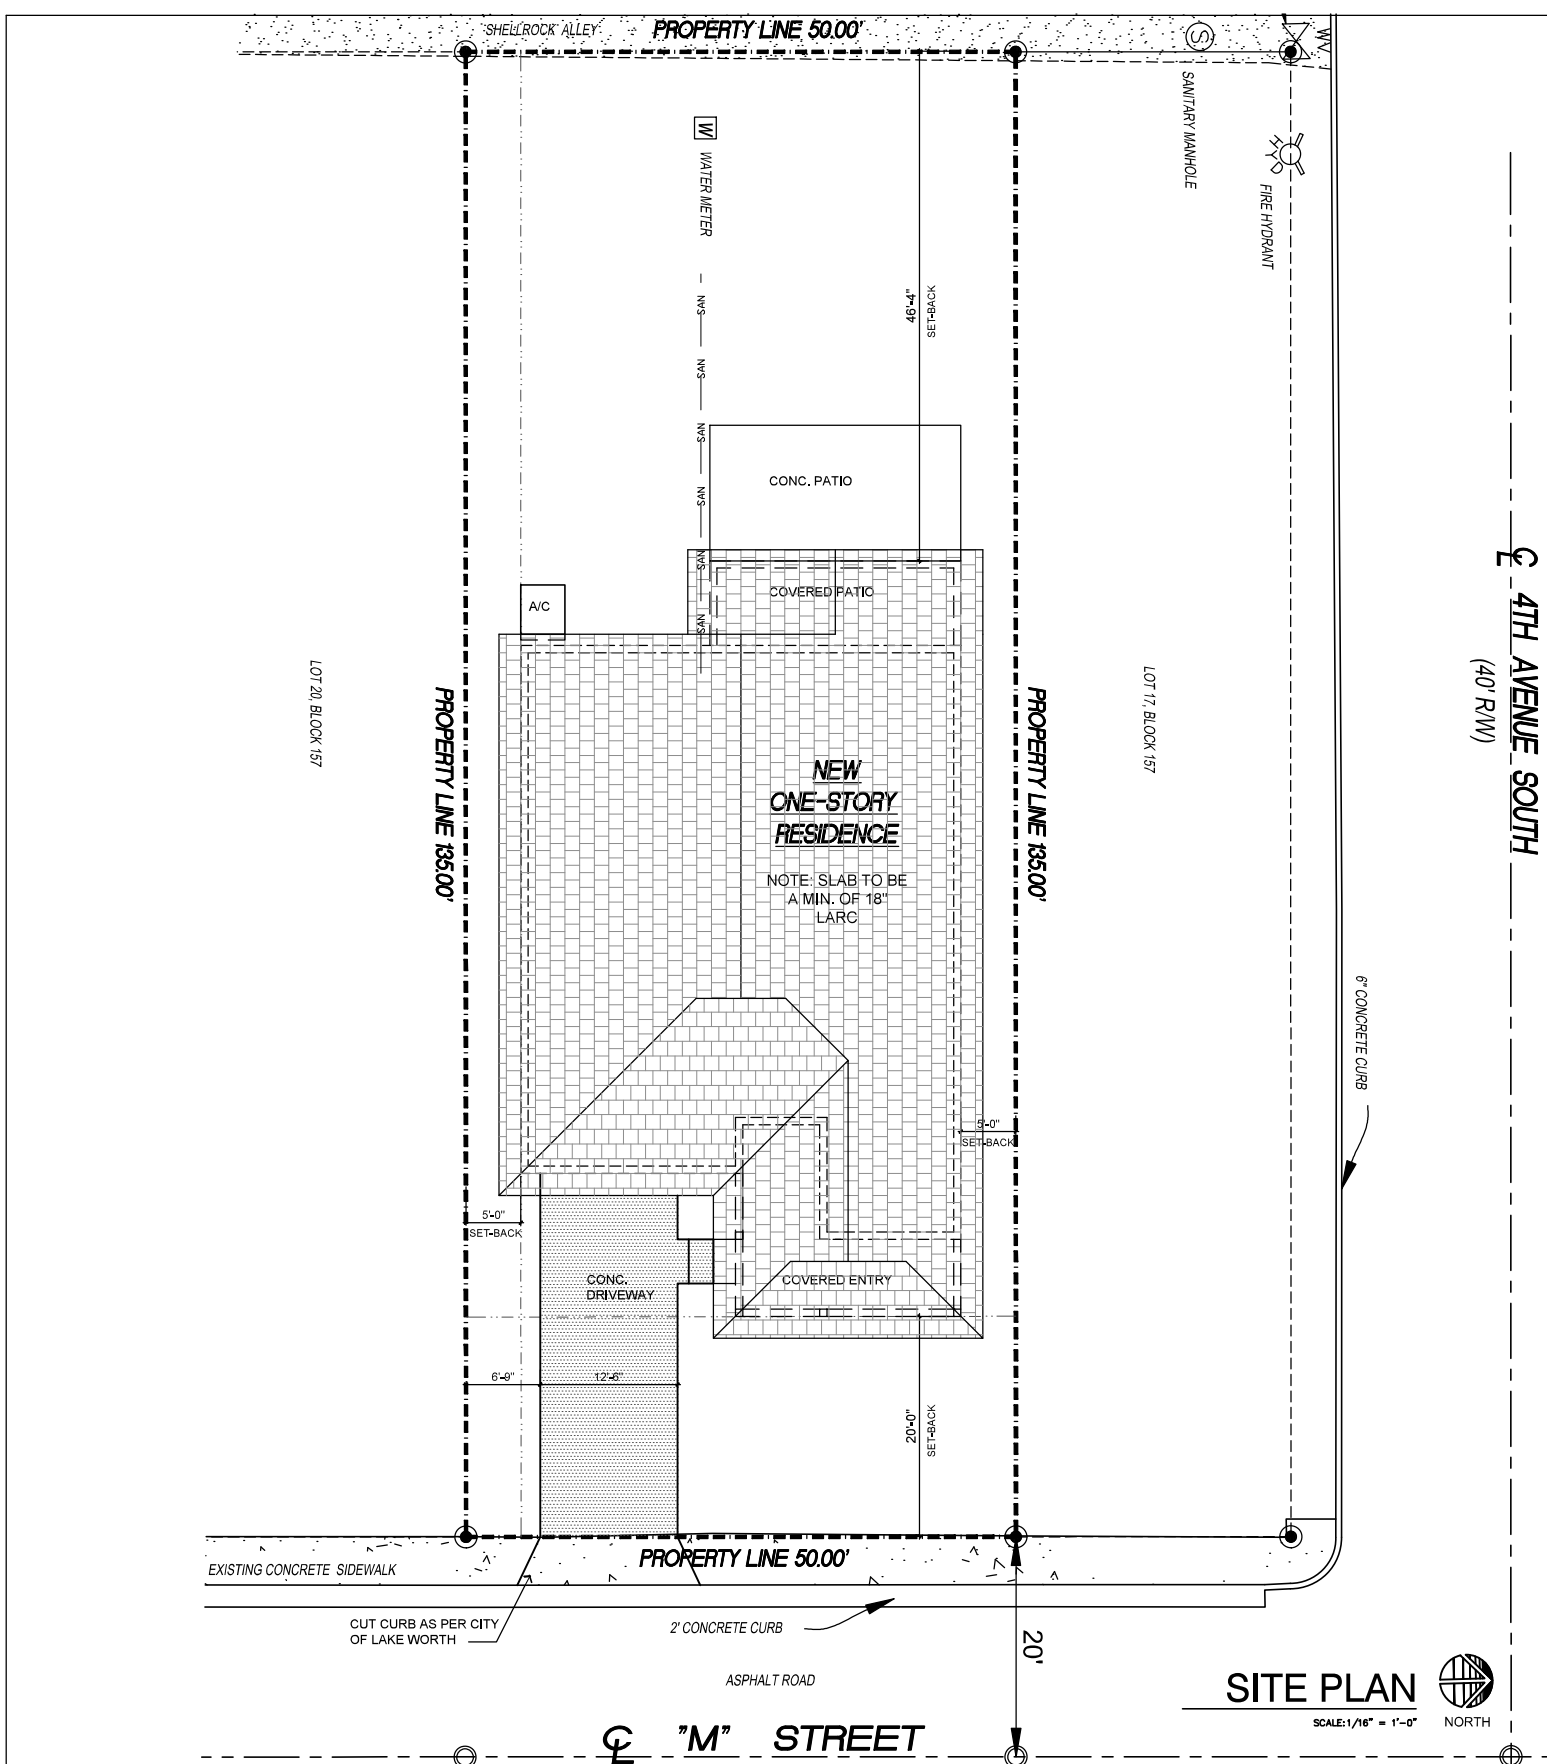 SHELLROCK ALLEY
PROPERTY LINE 50.00'
S
W
SANITARY MANHOLE
HYD
FIRE HYDRANT
W
WATER METER
SAN
SAN
SAN
SAN
SAN
SAN
46'-4"
SET-BACK
CONC. PATIO
COVERED PATIO
A/C
LOT 20, BLOCK 157
PROPERTY LINE 135.00'
NEW
ONE-STORY
RESIDENCE
NOTE: SLAB TO BE
A MIN. OF 18"
LARC
PROPERTY LINE 135.00'
LOT 17, BLOCK 157
℄ 4TH AVENUE SOUTH
(40' R/W)
6" CONCRETE CURB
5'-0"
SET-BACK
5'-0"
SET-BACK
CONC.
DRIVEWAY
COVERED ENTRY
6'-9"
12'-6"
20'-0"
SET-BACK
EXISTING CONCRETE SIDEWALK
PROPERTY LINE 50.00'
CUT CURB AS PER CITY
OF LAKE WORTH
2' CONCRETE CURB
20'
ASPHALT ROAD
℄ "M" STREET
SITE PLAN
SCALE: 1/16" = 1'-0"
NORTH